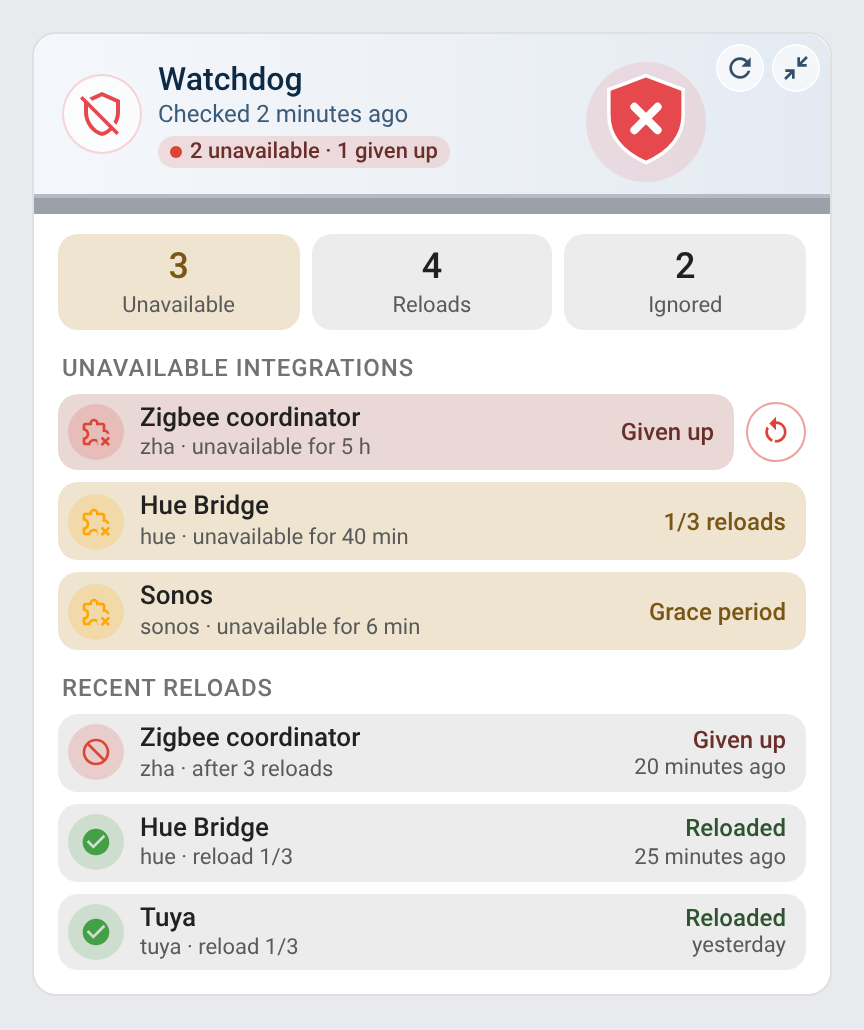 Watchdog
Checked 2 minutes ago
2 unavailable · 1 given up
3
Unavailable
4
Reloads
2
Ignored
UNAVAILABLE INTEGRATIONS
Zigbee coordinator
zha · unavailable for 5 h
Given up
Hue Bridge
hue · unavailable for 40 min
1/3 reloads
Sonos
sonos · unavailable for 6 min
Grace period
RECENT RELOADS
Zigbee coordinator
zha · after 3 reloads
Given up
20 minutes ago
Hue Bridge
hue · reload 1/3
Reloaded
25 minutes ago
Tuya
tuya · reload 1/3
Reloaded
yesterday